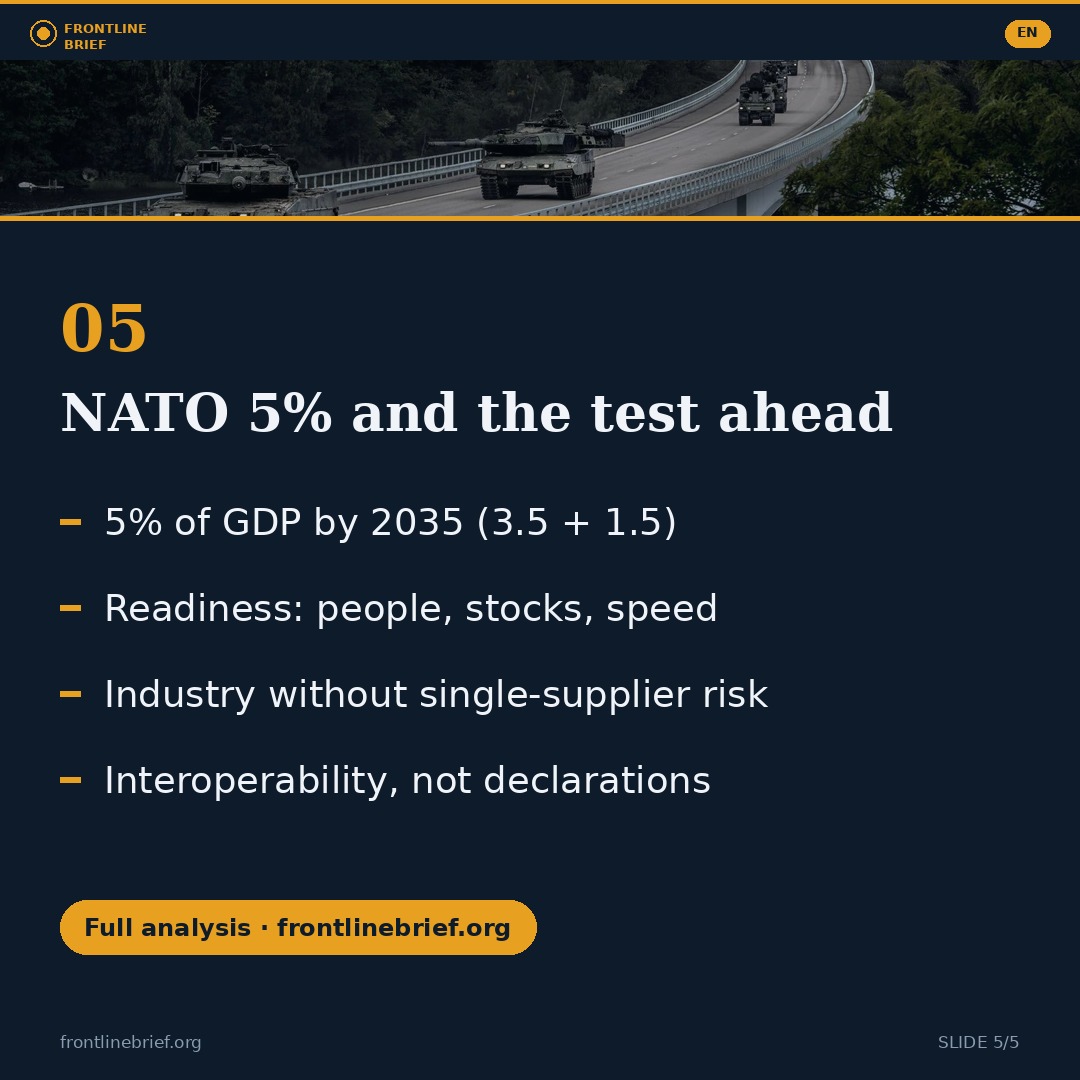 FRONTLINE
BRIEF
EN
05
NATO 5% and the test ahead
– 5% of GDP by 2035 (3.5 + 1.5)
– Readiness: people, stocks, speed
– Industry without single-supplier risk
– Interoperability, not declarations
Full analysis · frontlinebrief.org
frontlinebrief.org
SLIDE 5/5